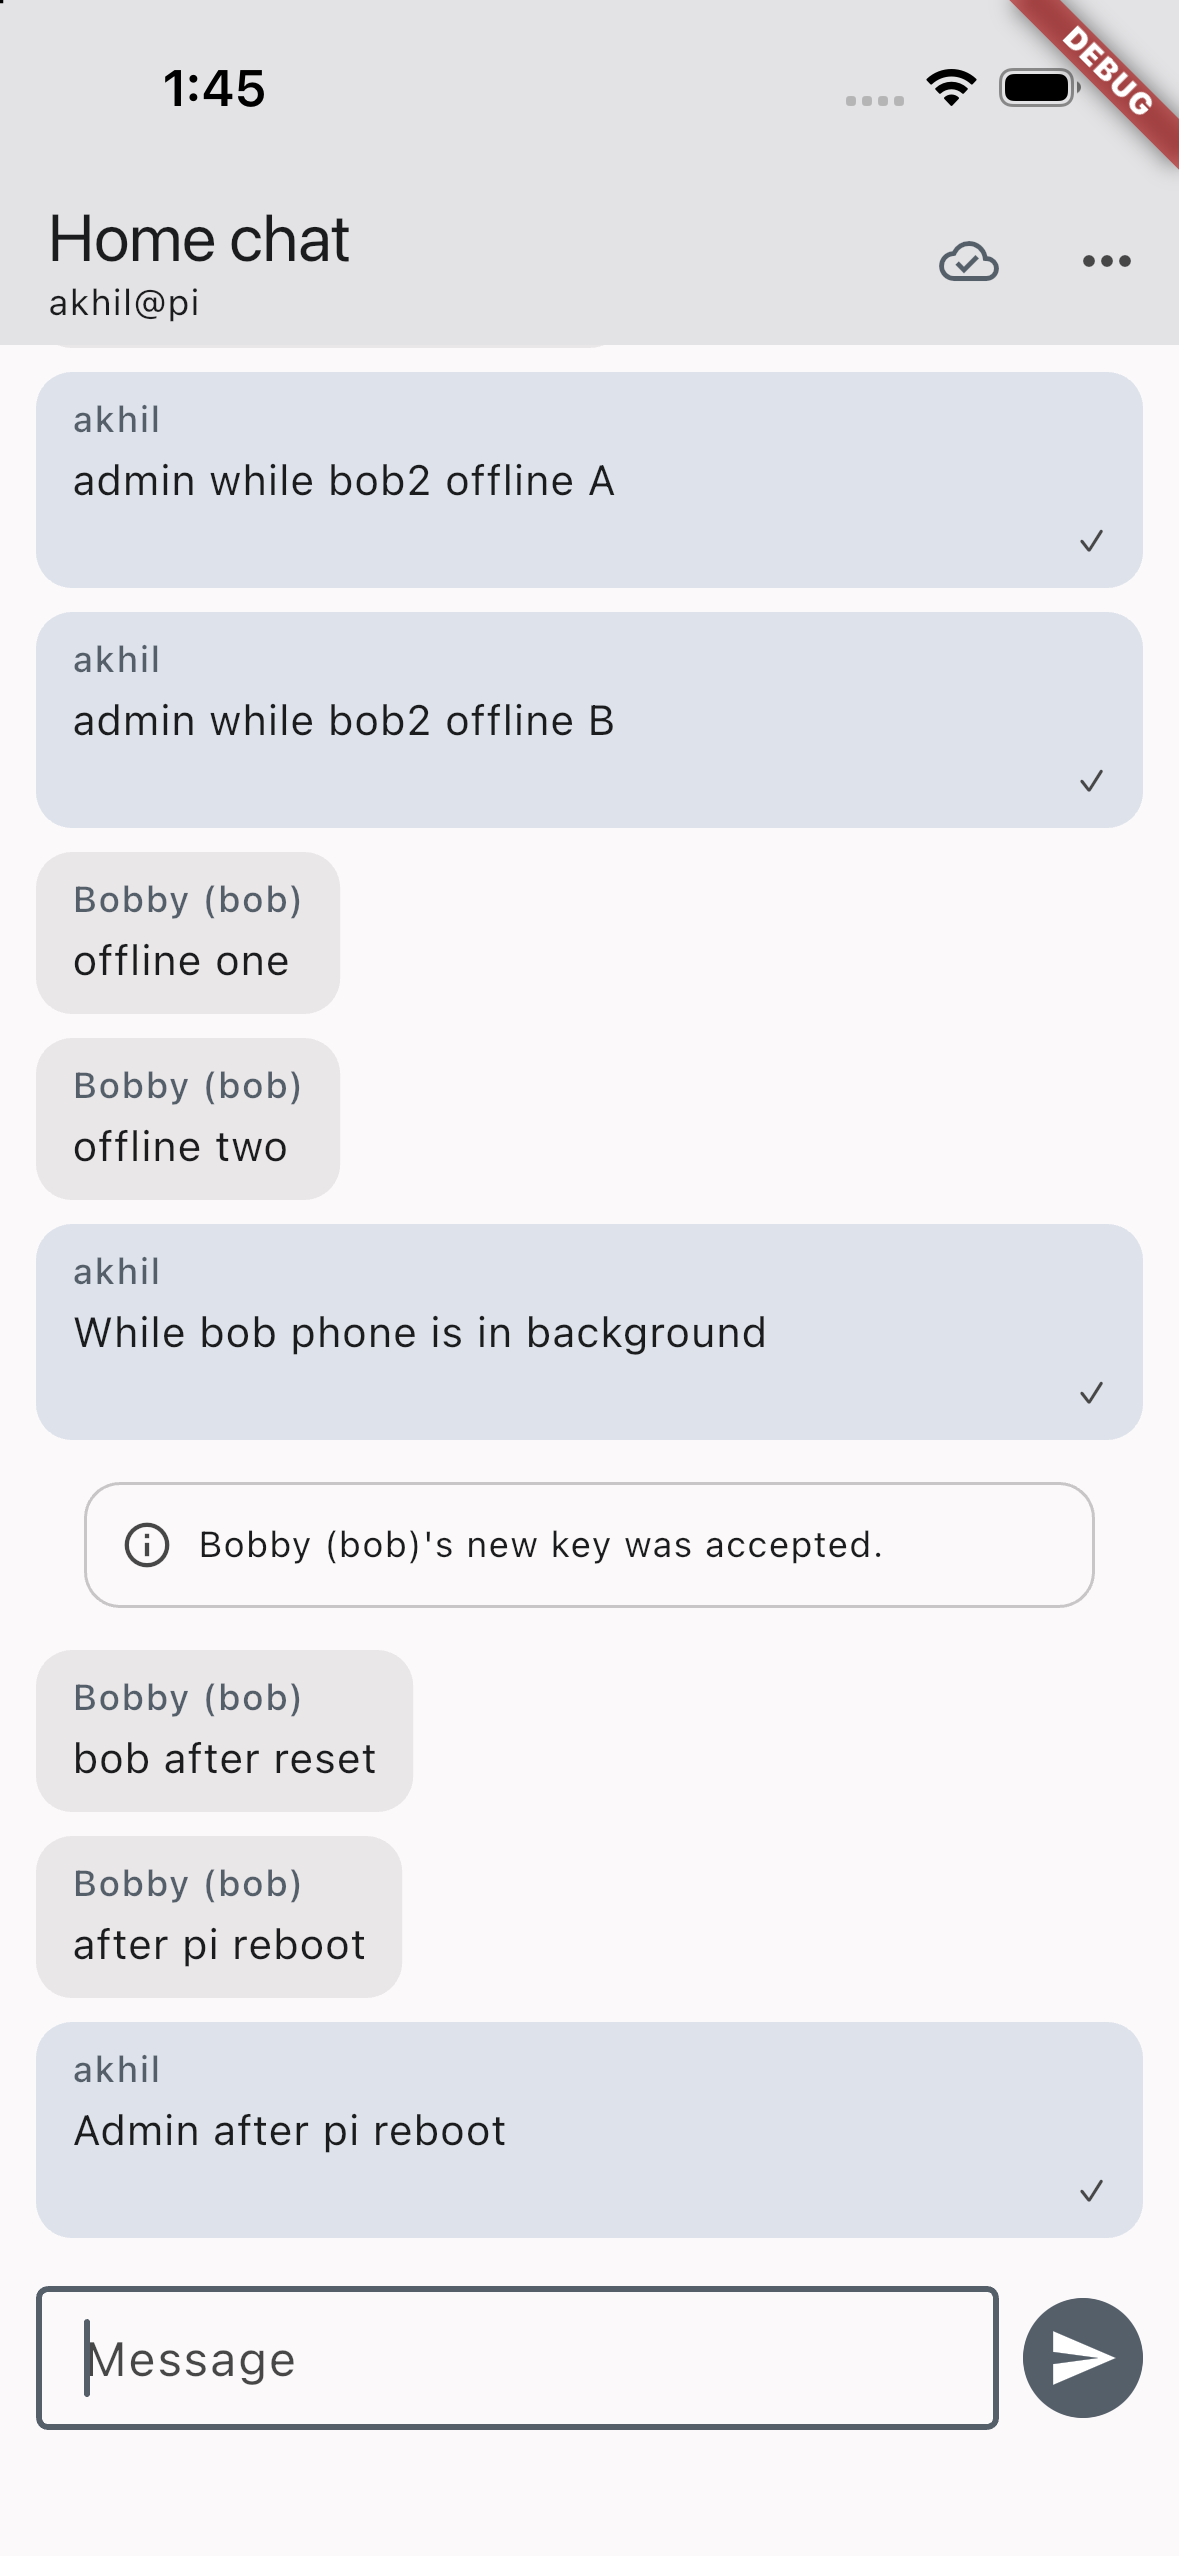 1:45
DEBUG
Home chat
akhil@pi
akhil
admin while bob2 offline A
akhil
admin while bob2 offline B
Bobby (bob)
offline one
Bobby (bob)
offline two
akhil
While bob phone is in background
Bobby (bob)'s new key was accepted.
Bobby (bob)
bob after reset
Bobby (bob)
after pi reboot
akhil
Admin after pi reboot
Message